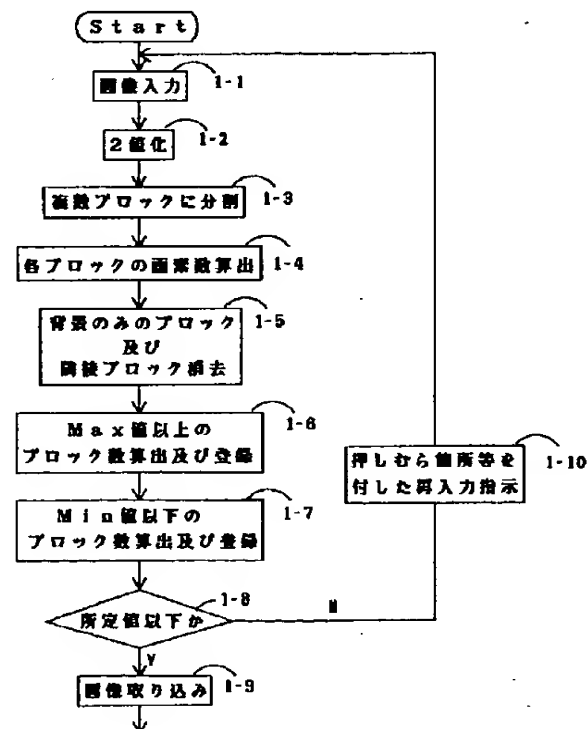 Start
画像入力
1-1
2値化
1-2
複数ブロックに分割
1-3
各ブロックの画素数算出
1-4
背景のみのブロック
及び
隣接ブロック消去
1-5
Max値以上の
ブロック数算出及び登録
1-6
Min値以下の
ブロック数算出及び登録
1-7
押しむら箇所等を
付した再入力指示
1-10
所定値以下か
1-8
N
Y
画像取り込み
1-9